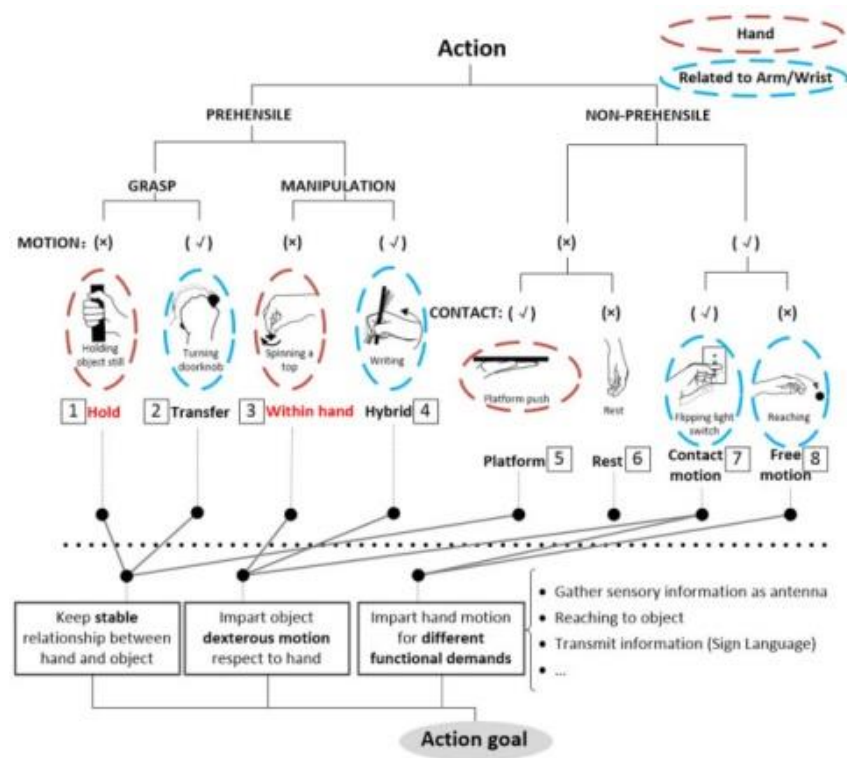 Action
Hand
Related to Arm/Wrist
PREHENSILE
NON-PREHENSILE
GRASP
MANIPULATION
MOTION: (×) (√) (×) (√) (×) (√)
CONTACT: (√) (×) (√) (×)
Holding
object still
Turning
doorknob
Spinning a
top
Writing
Platform push
Rest
Flipping light
switch
Reaching
1 Hold
2 Transfer
3 Within hand
Hybrid 4
Platform 5
Rest 6
Contact 7
motion
Free 8
motion
Keep stable
relationship between
hand and object
Impart object
dexterous motion
respect to hand
Impart hand motion
for different
functional demands
• Gather sensory information as antenna
• Reaching to object
• Transmit information (Sign Language)
• ...
Action goal